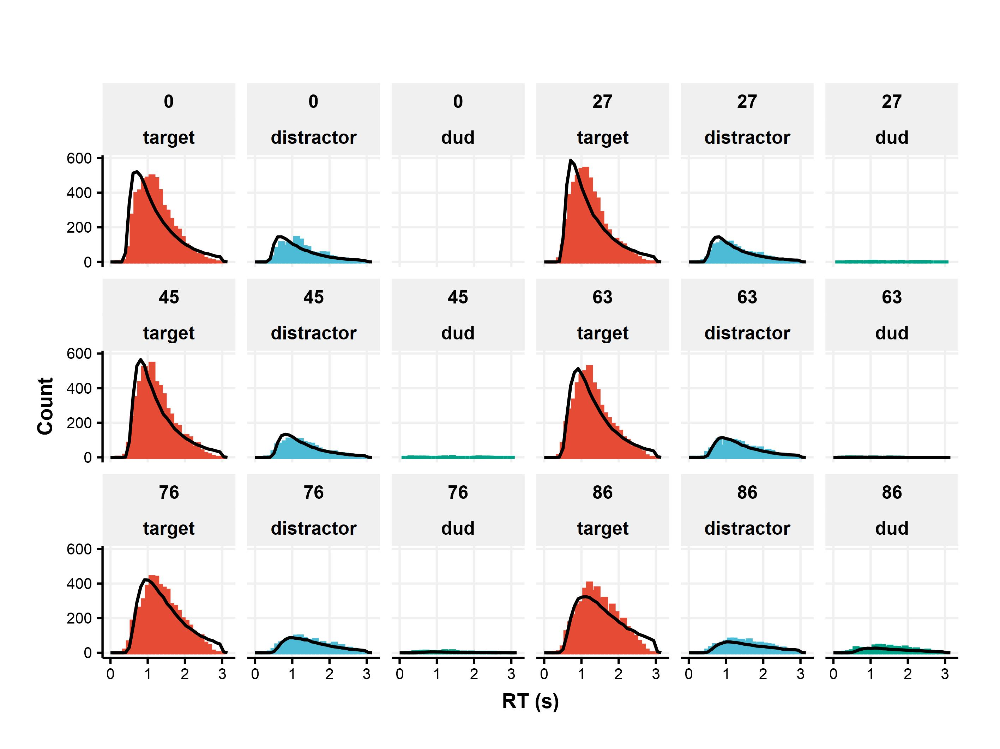 0 0 0 27 27 27
target distractor dud target distractor dud
600
400
200
0
45 45 45 63 63 63
target distractor dud target distractor dud
600
400
200
0
Count
76 76 76 86 86 86
target distractor dud target distractor dud
600
400
200
0
0 1 2 3 0 1 2 3 0 1 2 3 0 1 2 3 0 1 2 3 0 1 2 3
RT (s)